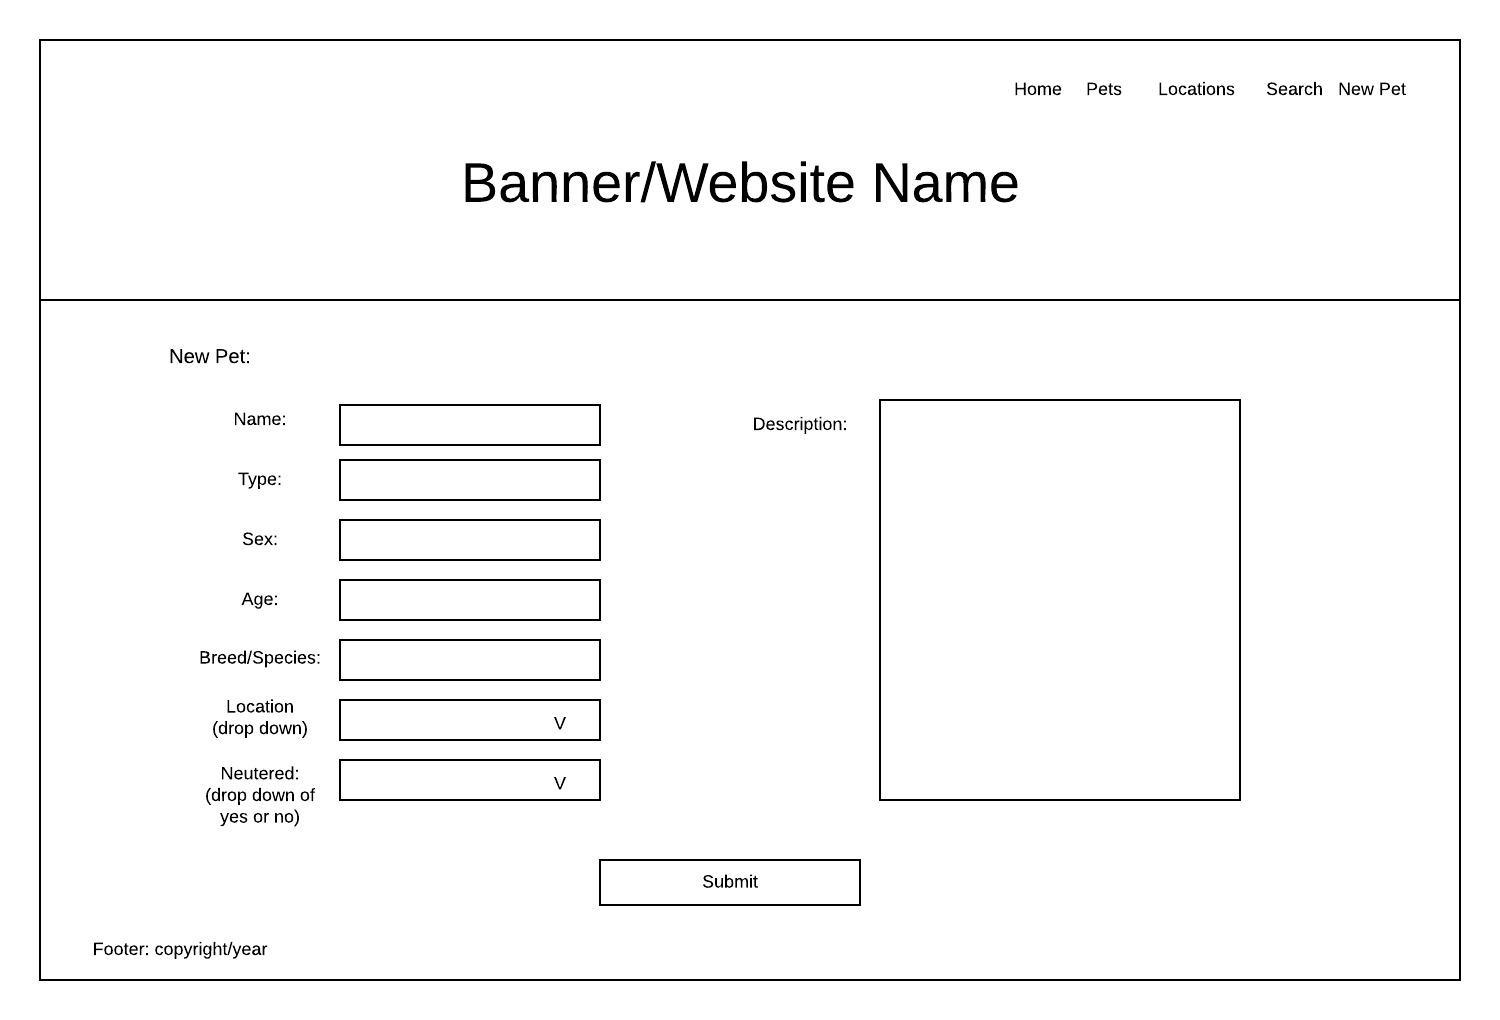 Home Pets Locations Search New Pet
Banner/Website Name
New Pet:
Name:
Type:
Sex:
Age:
Breed/Species:
Location
(drop down)
V
Neutered:
(drop down of
yes or no)
V
Description:
Submit
Footer: copyright/year